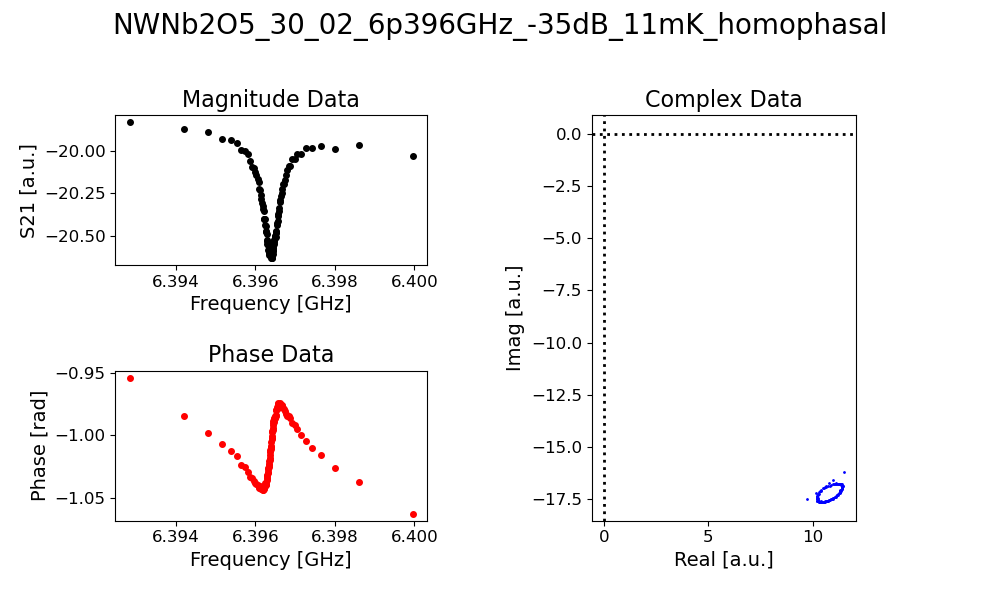 NWNb2O5_30_02_6p396GHz_-35dB_11mK_homophasal
Magnitude Data
S21 [a.u.]
−20.00
−20.25
−20.50
6.394 6.396 6.398 6.400
Frequency [GHz]
Phase Data
Phase [rad]
−0.95
−1.00
−1.05
6.394 6.396 6.398 6.400
Frequency [GHz]
Complex Data
Imag [a.u.]
0.0
−2.5
−5.0
−7.5
−10.0
−12.5
−15.0
−17.5
0 5 10
Real [a.u.]